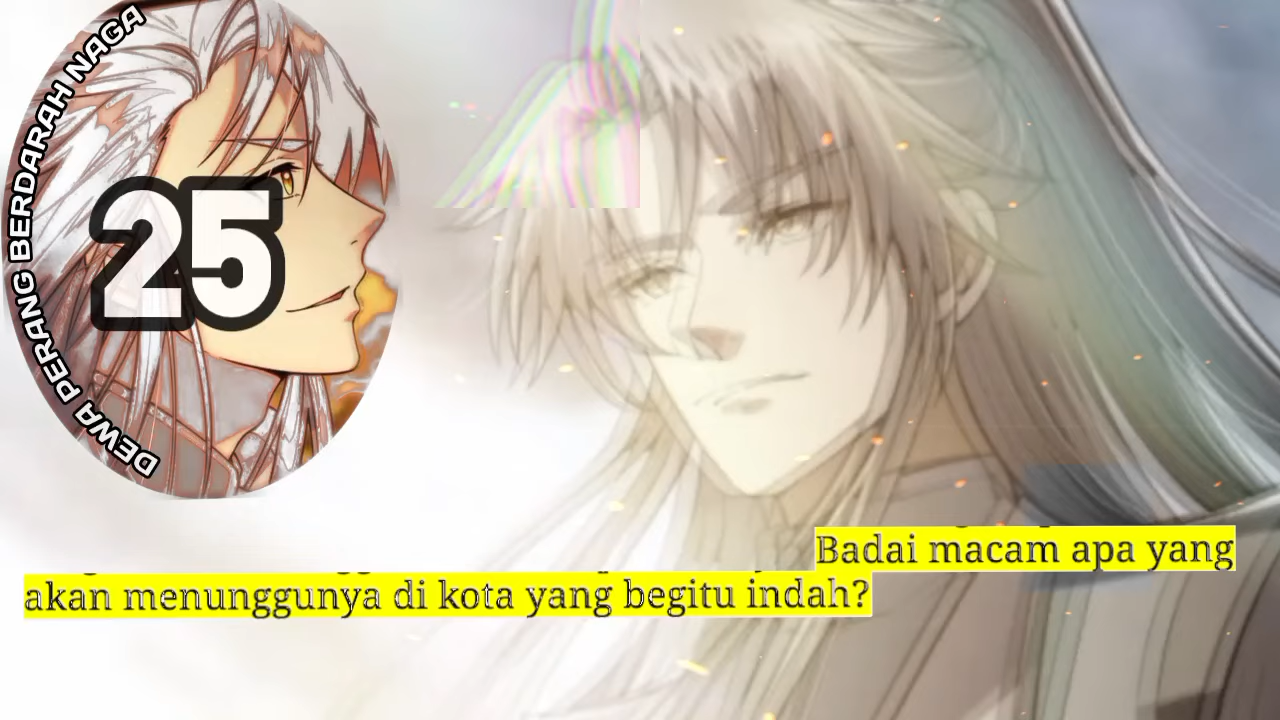 DEWA PERANG BERDARAH NAGA
25
Badai macam apa yang
akan menunggunya di kota yang begitu indah?